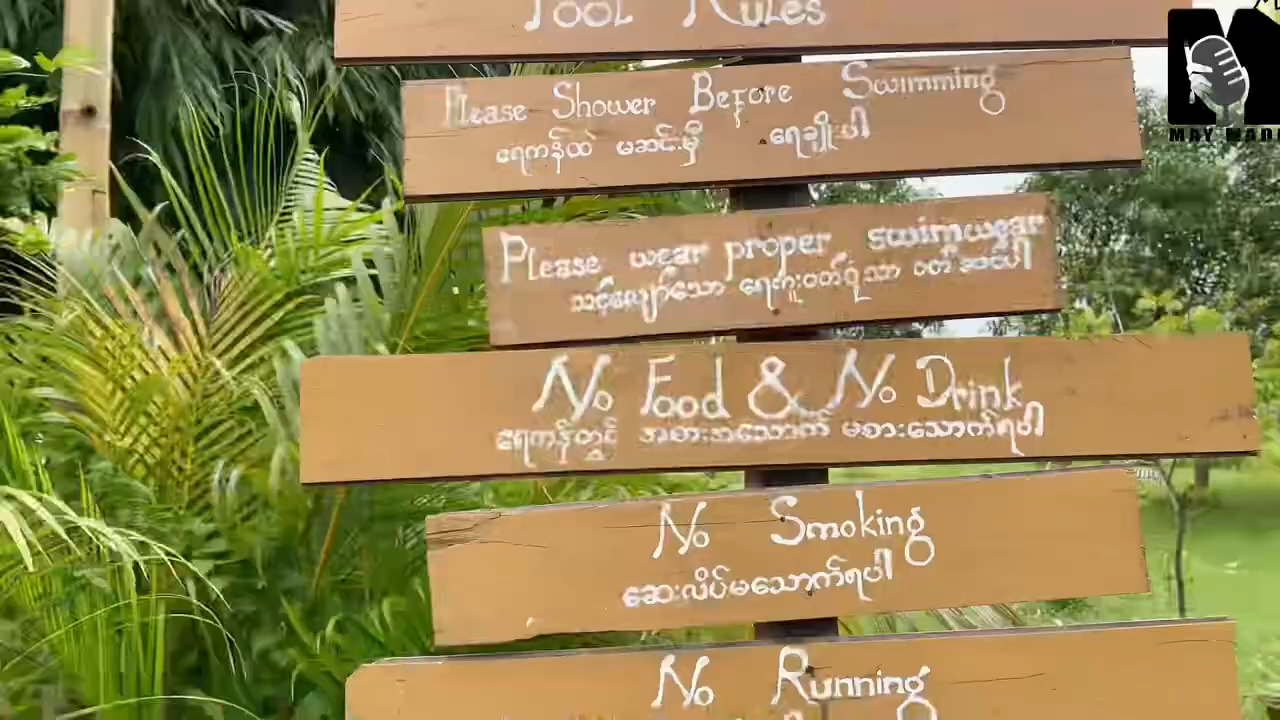 Pool Rules
Please Shower Before Swimming
ရေကန်ထဲ မဆင်းမှီ ရေချိုးပါ
Please wear proper swimwear
သင့်လျော်သော ရေကူးဝတ်စုံသာ ဝတ်ဆင်ပါ
No Food & No Drink
ရေကန်တွင် အစားအသောက် မစားသောက်ရပါ
No Smoking
ဆေးလိပ်မသောက်ရပါ
No Running
MAY MAD